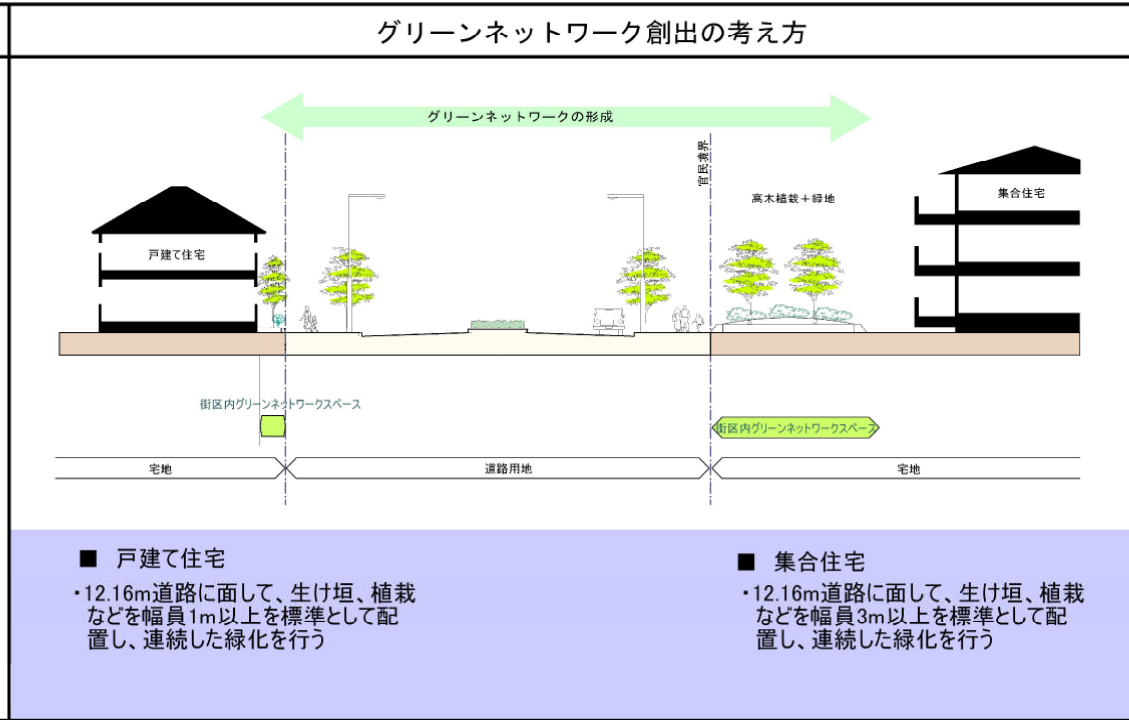 グリーンネットワーク創出の考え方
グリーンネットワークの形成
官民境界
高木植栽+緑地
集合住宅
戸建て住宅
街区内グリーンネットワークスペース
街区内グリーンネットワークスペース
宅地
道路用地
宅地
■ 戸建て住宅
・12.16m道路に面して、生け垣、植栽
などを幅員1m以上を標準として配
置し、連続した緑化を行う
■ 集合住宅
・12.16m道路に面して、生け垣、植栽
などを幅員3m以上を標準として配
置し、連続した緑化を行う